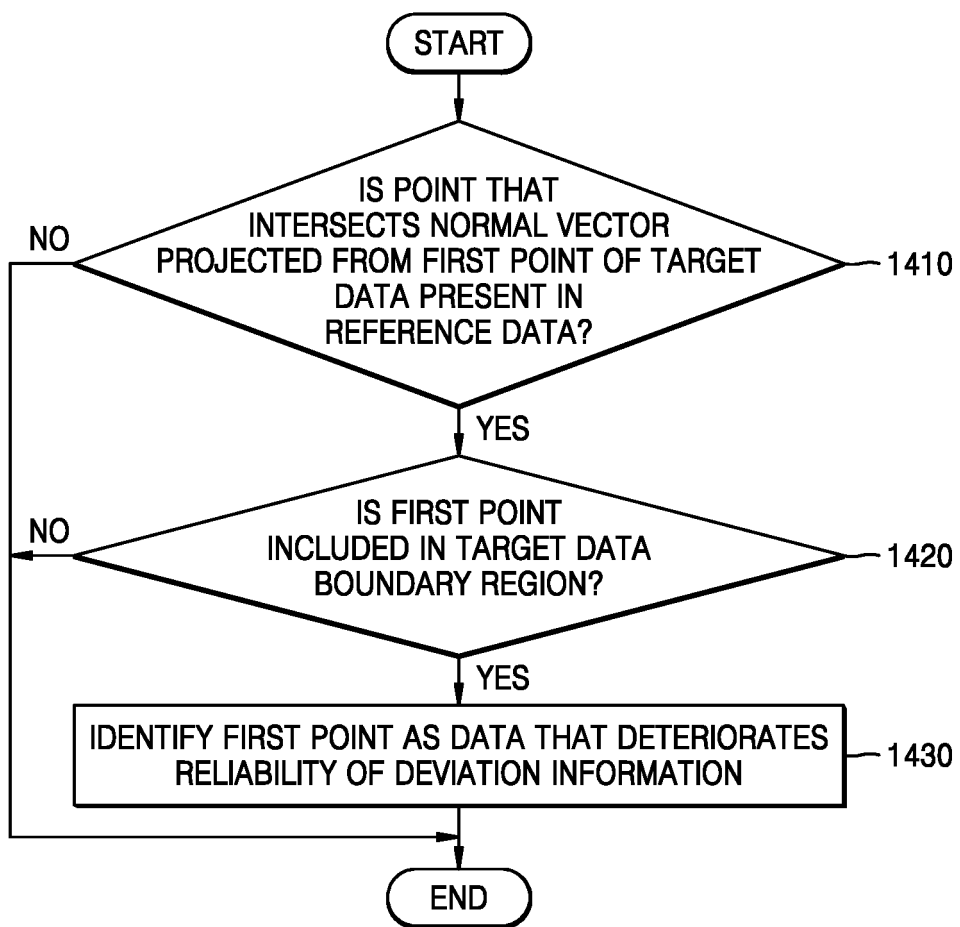 START
IS POINT THAT
INTERSECTS NORMAL VECTOR
PROJECTED FROM FIRST POINT OF TARGET
DATA PRESENT IN
REFERENCE DATA?
NO
1410
YES
IS FIRST POINT
INCLUDED IN TARGET DATA
BOUNDARY REGION?
NO
1420
YES
IDENTIFY FIRST POINT AS DATA THAT DETERIORATES
RELIABILITY OF DEVIATION INFORMATION
1430
END